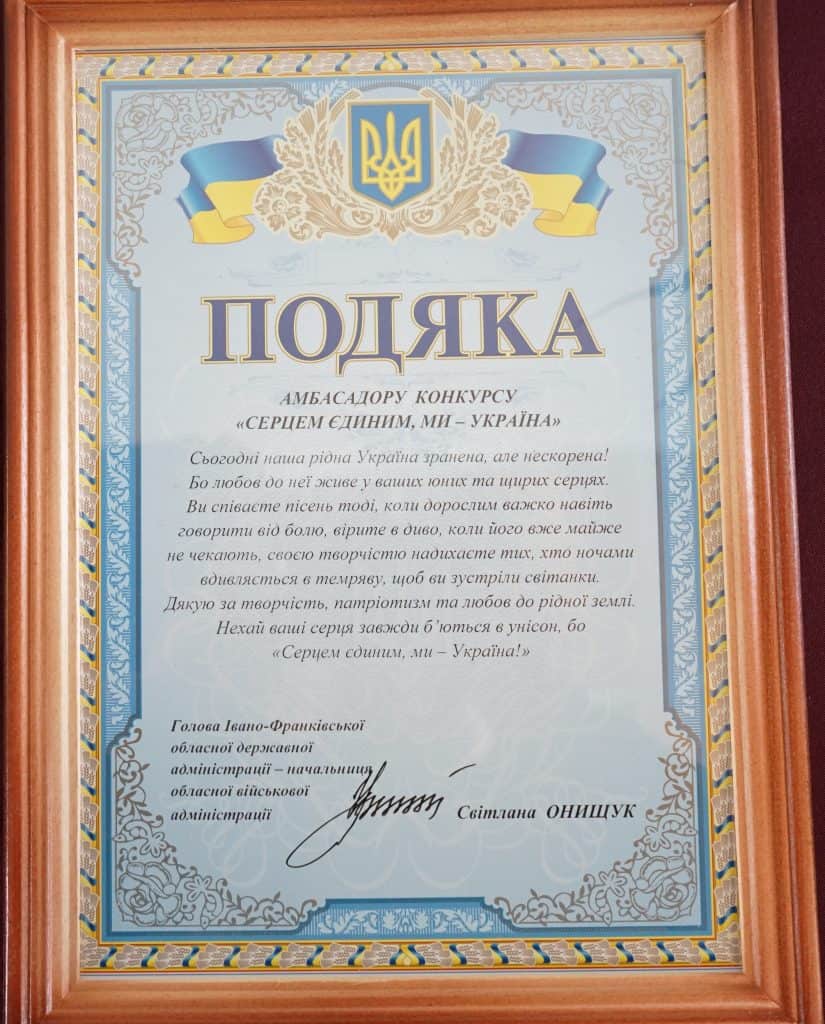 ПОДЯКА
АМБАСАДОРУ КОНКУРСУ
«СЕРЦЕМ ЄДИНИМ, МИ – УКРАЇНА»
Сьогодні наша рідна Україна зранена, але нескорена!
Бо любов до неї живе у ваших юних та щирих серцях.
Ви співаєте пісень тоді, коли дорослим важко навіть
говорити від болю, вірите в диво, коли його вже майже
не чекають, своєю творчістю надихаєте тих, хто ночами
вдивляється в темряву, щоб ви зустріли світанки.
Дякую за творчість, патріотизм та любов до рідної землі.
Нехай ваші серця завжди б’ються в унісон, бо
«Серцем єдиним, ми – Україна!»
Голова Івано-Франківської
обласної державної
адміністрації – начальниця
обласної військової
адміністрації Світлана ОНИЩУК